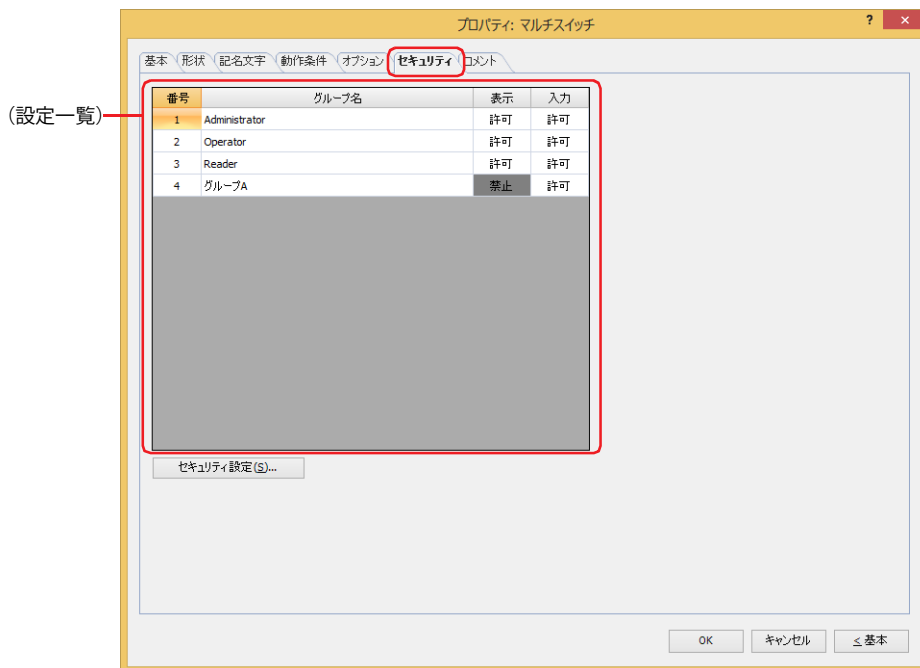 プロパティ: マルチスイッチ
? ×
基本 形状 記名文字 動作条件 オプション セキュリティ コメント
(設定一覧)
番号 グループ名 表示 入力
1 Administrator 許可 許可
2 Operator 許可 許可
3 Reader 許可 許可
4 グループA 禁止 許可
セキュリティ設定(S)...
OK キャンセル < 基本